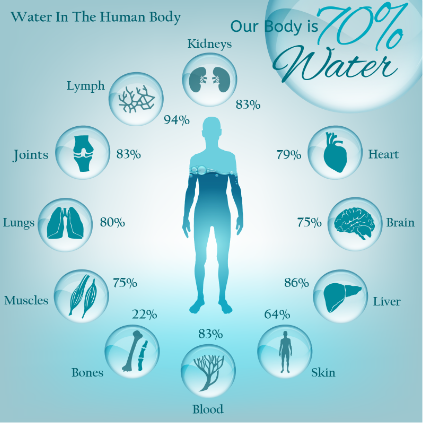 Water In The Human Body
Our Body is 70%
Water
Kidneys
83%
Lymph
94%
Joints
83%
79%
Heart
Lungs
80%
75%
Brain
Muscles
75%
86%
Liver
22%
Bones
83%
Blood
64%
Skin